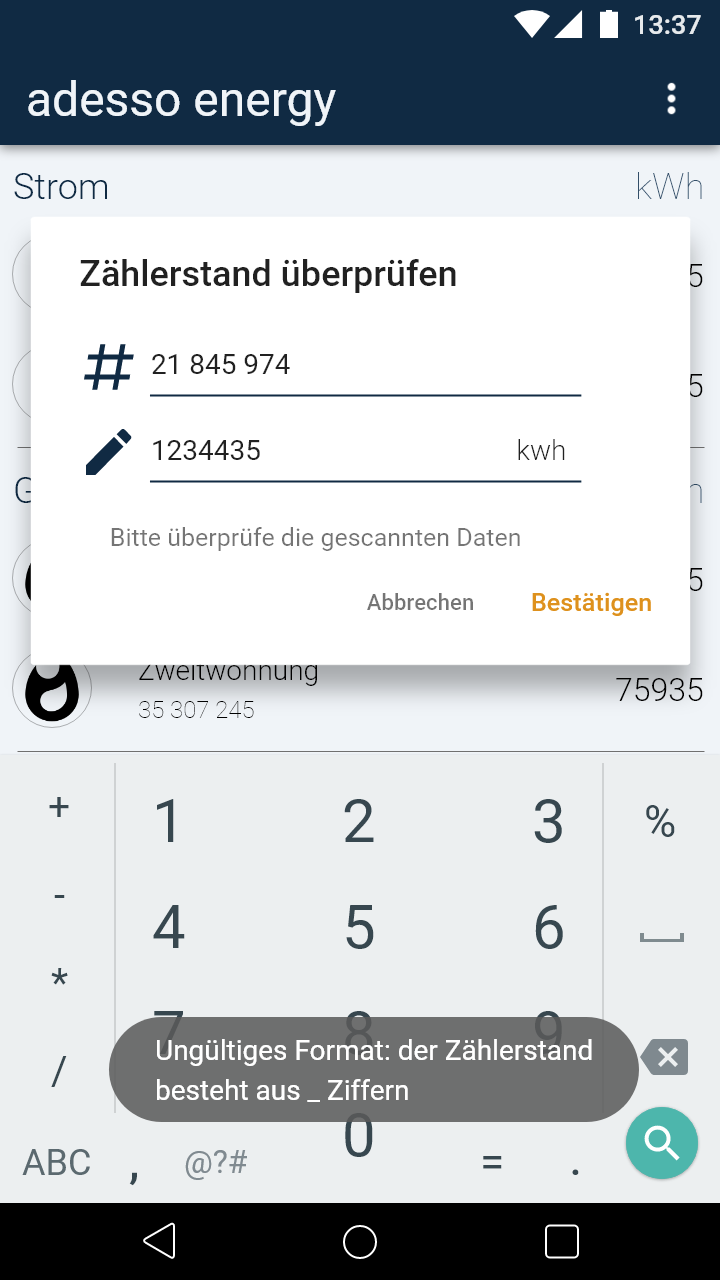 13:37
adesso energy
Strom kWh
Zählerstand überprüfen
5
# 21 845 974
5
1234435 kwh
G h
Bitte überprüfe die gescannten Daten
5
Abbrechen Bestätigen
Zweitwohnung
75935
35 307 245
+ 1 2 3 %
- 4 5 6
* 7 8 9
/
Ungültiges Format: der Zählerstand
besteht aus _ Ziffern
0
ABC , @?# = .